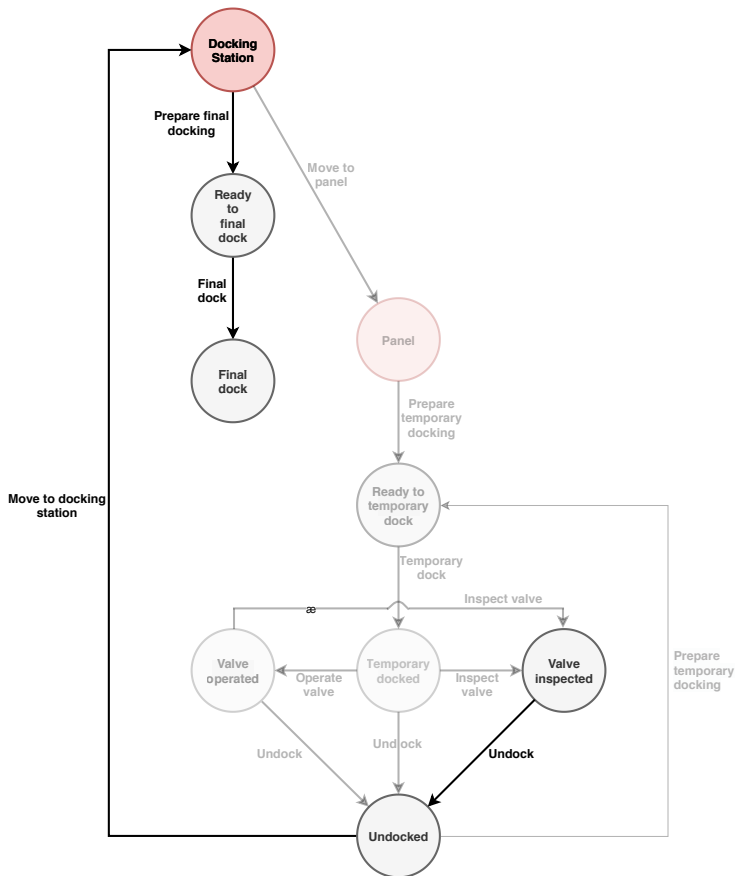 Docking
Station
Prepare final
docking
Move to
panel
Ready
to
final
dock
Final
dock
Panel
Final
dock
Prepare
temporary
docking
Move to docking
station
Ready to
temporary
dock
Temporary
dock
Inspect valve
æ
Valve
operated
Temporary
docked
Valve
inspected
Operate
valve
Inspect
valve
Prepare
temporary
docking
Undock
Undock
Undock
Undocked